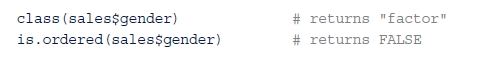 class(sales$gender)             # returns "factor"
is.ordered(sales$gender)        # returns FALSE